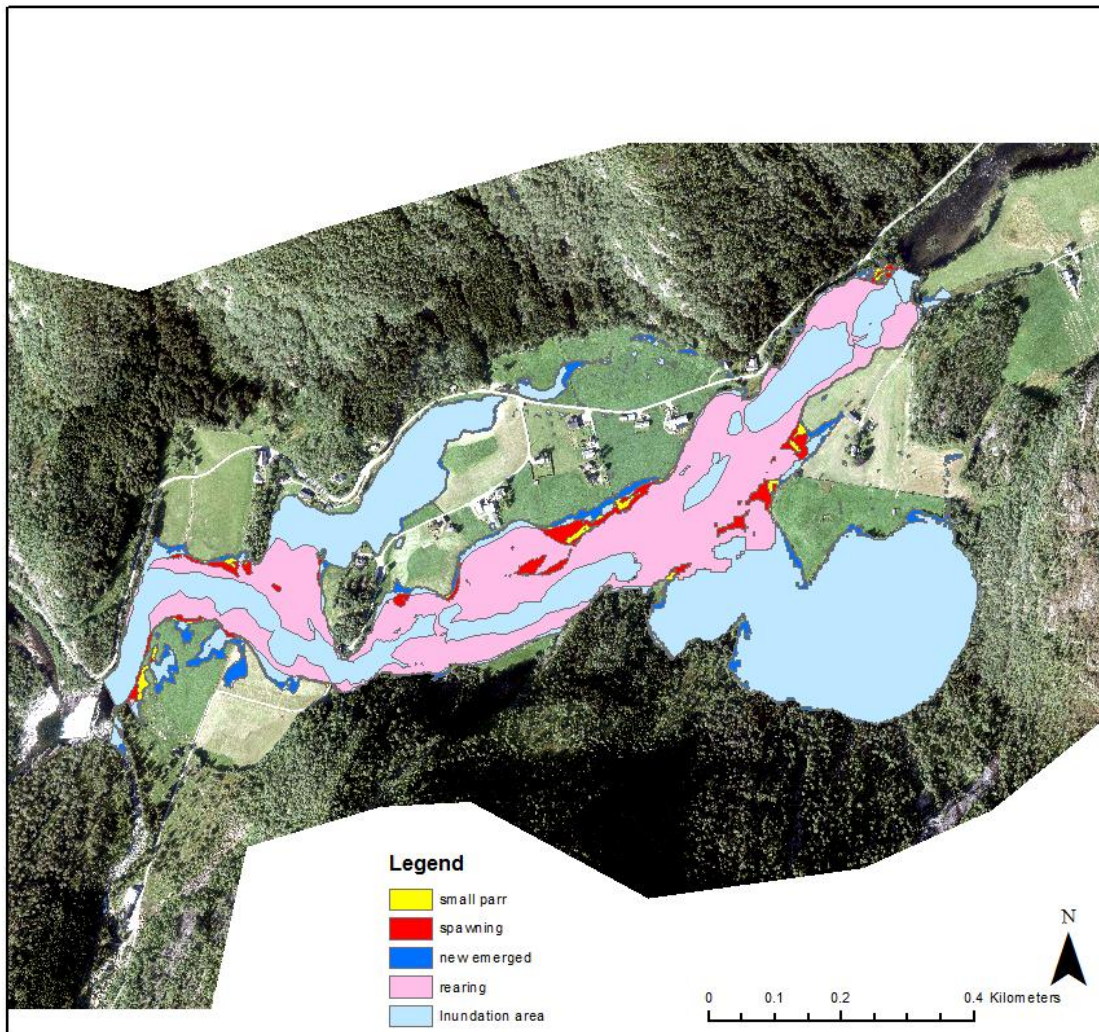 Legend
small parr
spawning
new emerged
rearing
Inundation area
N
0 0.1 0.2 0.4 Kilometers